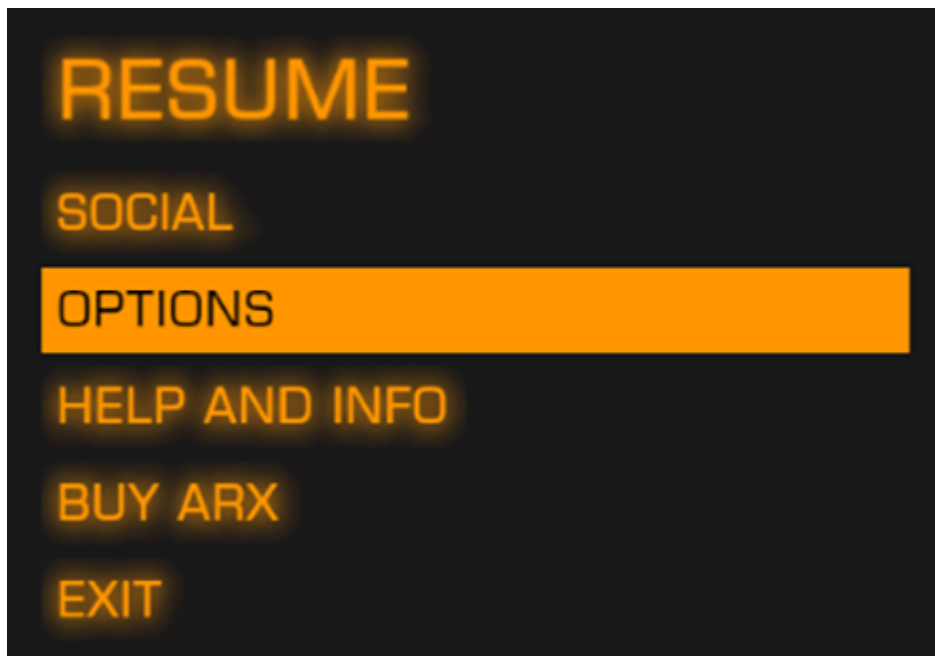 RESUME
SOCIAL
OPTIONS
HELP AND INFO
BUY ARX
EXIT